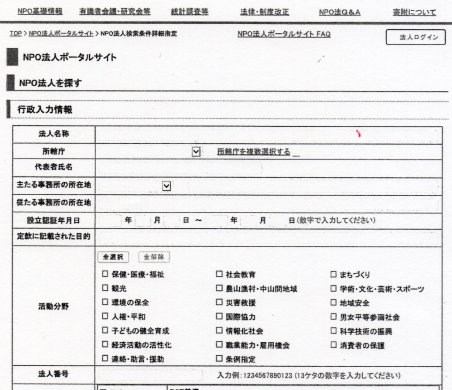 NPO基礎情報 有識者会議・研究会等 統計調査等 法律・制度改正 NPO法Q&A 寄附について
TOP > NPO法人ポータルサイト > NPO法人検索条件詳細指定 NPO法人ポータルサイト FAQ 法人ログイン
NPO法人ポータルサイト
NPO法人を探す
行政入力情報
法人名称
所轄庁 所轄庁を複数選択する
代表者氏名
主たる事務所の所在地
従たる事務所の所在地
設立認証年月日 年 月 日 ～ 年 月 日(数字で入力してください)
定款に記載された目的
全選択 全解除
活動分野
□ 保健・医療・福祉 □ 社会教育 □ まちづくり
□ 観光 □ 農山漁村・中山間地域 □ 学術・文化・芸術・スポーツ
□ 環境の保全 □ 災害救援 □ 地域安全
□ 人権・平和 □ 国際協力 □ 男女平等参画社会
□ 子どもの健全育成 □ 情報化社会 □ 科学技術の振興
□ 経済活動の活性化 □ 職業能力・雇用機会 □ 消費者の保護
□ 連絡・助言・援助 □ 条例指定
法人番号 入力例：1234567890123 (13ケタの数字を入力してください)